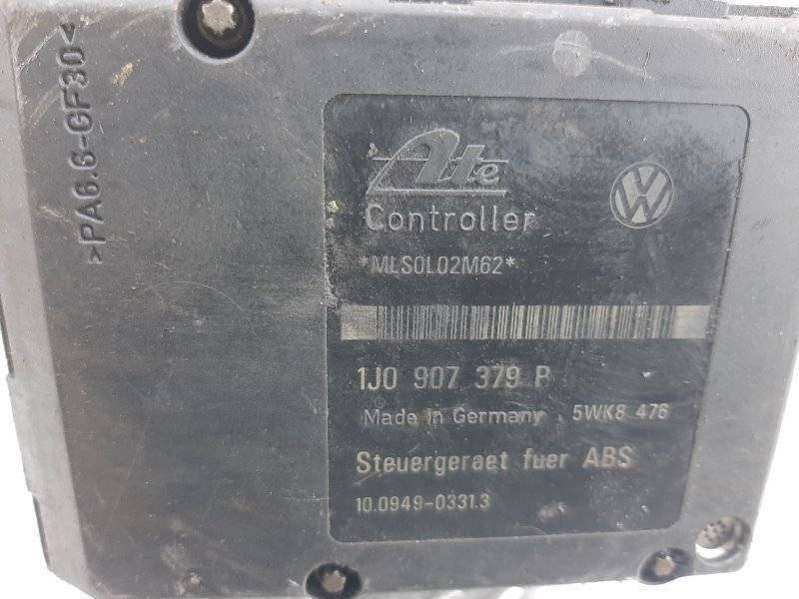 >PA6.6-GF30<
Ate
Controller
VW
*MLS0L02M62*
1J0 907 379 P
Made in Germany 5WK8 476
Steuergeraet fuer ABS
10.0949-0331.3